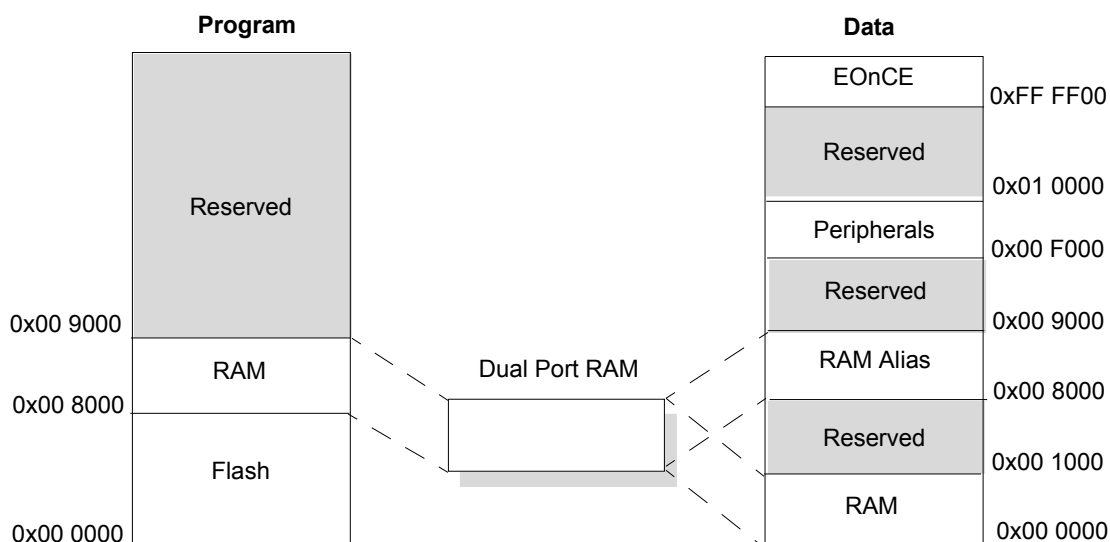 Program
Reserved
0x00 9000
RAM
0x00 8000
Flash
0x00 0000
Dual Port RAM
Data
EOnCE
0xFF FF00
Reserved
0x01 0000
Peripherals
0x00 F000
Reserved
0x00 9000
RAM Alias
0x00 8000
Reserved
0x00 1000
RAM
0x00 0000